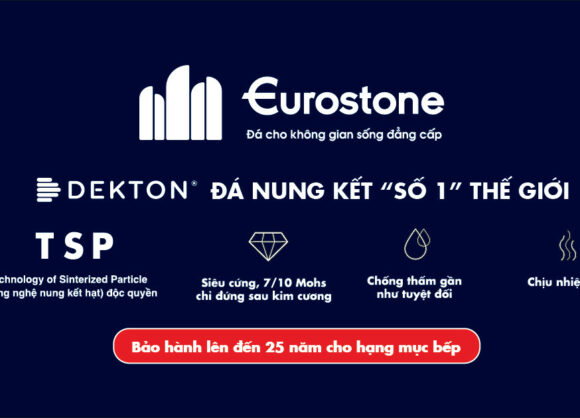 Eurostone
Đá cho không gian sống đẳng cấp
DEKTON® ĐÁ NUNG KẾT “SỐ 1” THẾ GIỚI
TSP
chnology of Sinterized Particle
ng nghệ nung kết hạt) độc quyền
Siêu cứng, 7/10 Mohs
chỉ đứng sau kim cương
Chống thấm gần
như tuyệt đối
Chịu nhiệ
Bảo hành lên đến 25 năm cho hạng mục bếp